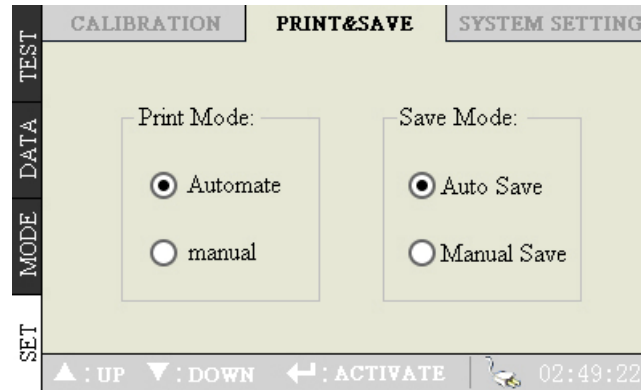 CALIBRATION PRINT&SAVE SYSTEM SETTING
TEST
DATA
MODE
SET
Print Mode:
Automate
manual
Save Mode:
Auto Save
Manual Save
▲ : UP ▼ : DOWN ↵ : ACTIVATE 02:49:22